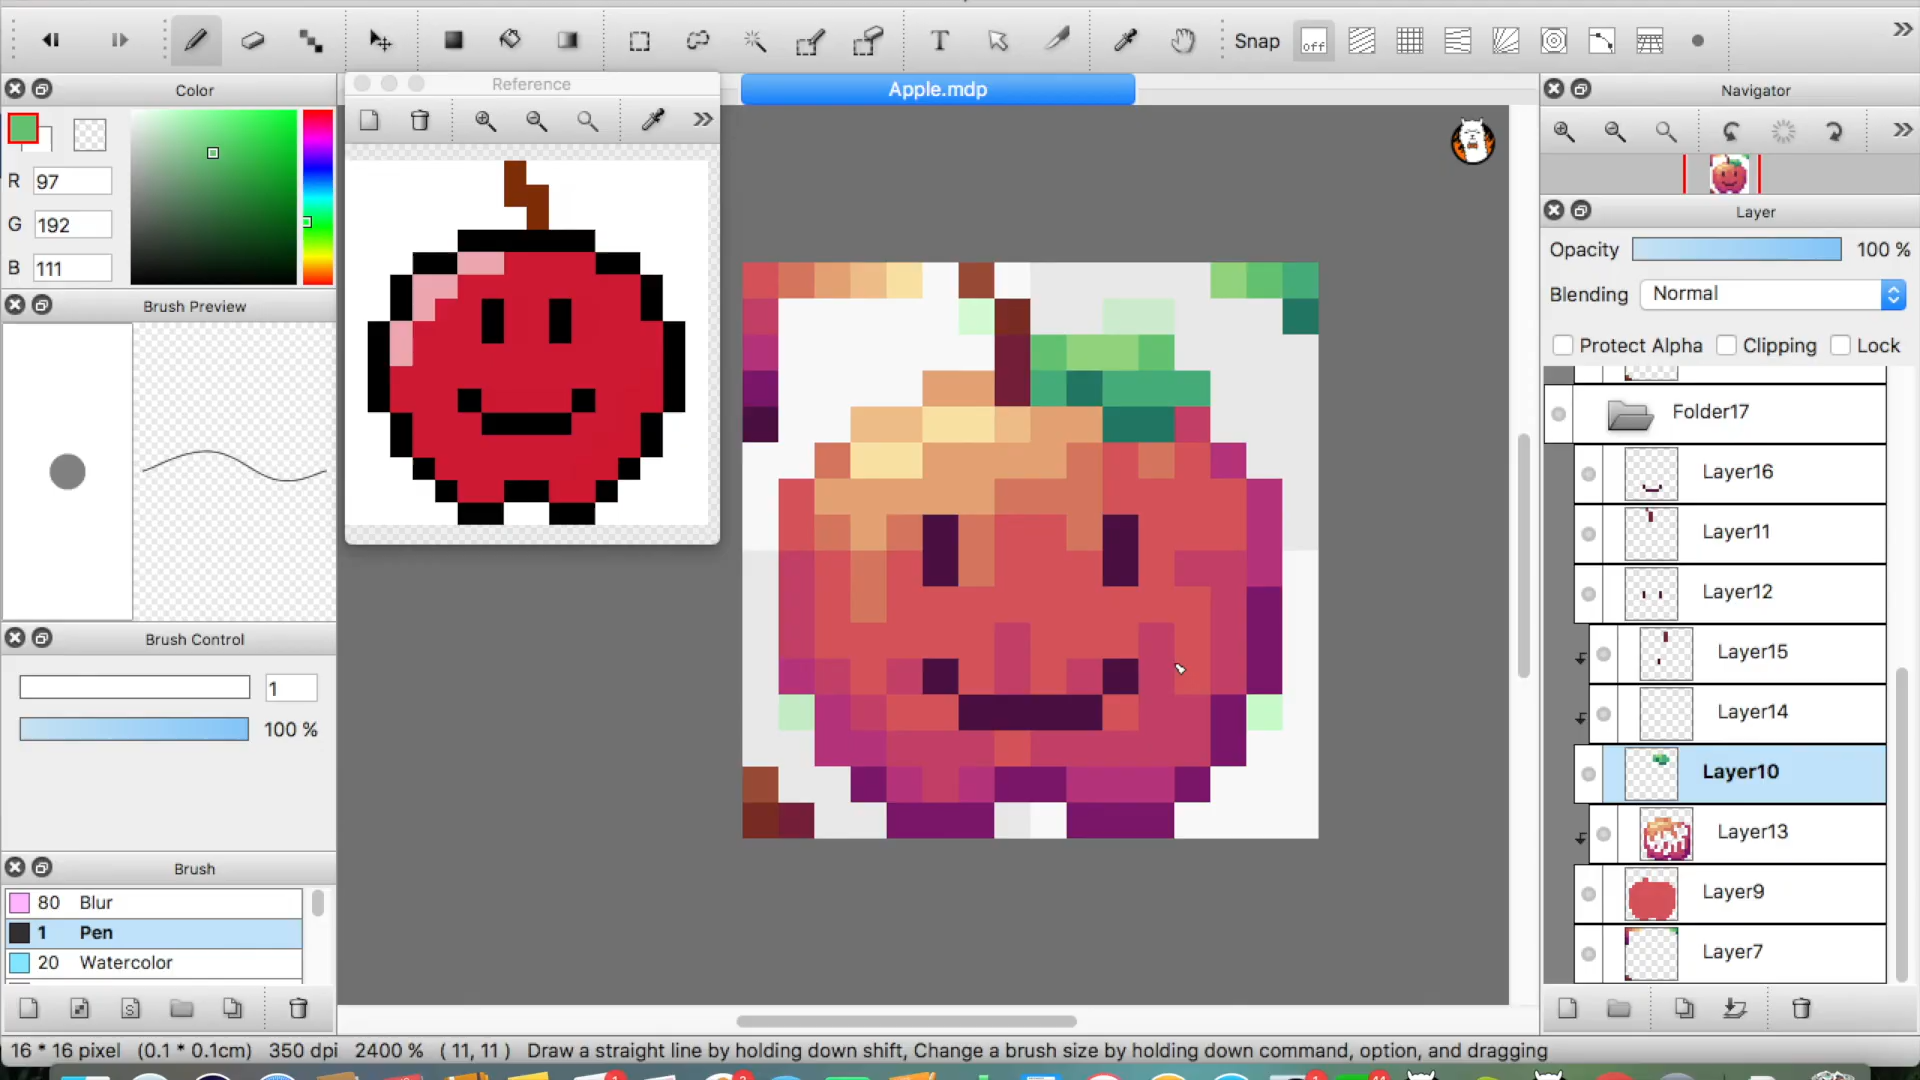 T
Snap
off
Color
R 97
G 192
B 111
Brush Preview
Brush Control
1
100 %
Brush
80 Blur
1 Pen
20 Watercolor
S
Reference
Apple.mdp
Navigator
Layer
Opacity 100 %
Blending Normal
Protect Alpha Clipping Lock
Folder17
Layer16
Layer11
Layer12
Layer15
Layer14
Layer10
Layer13
Layer9
Layer7
16 * 16 pixel (0.1 * 0.1cm) 350 dpi 2400 % ( 11, 11 ) Draw a straight line by holding down shift, Change a brush size by holding down command, option, and dragging